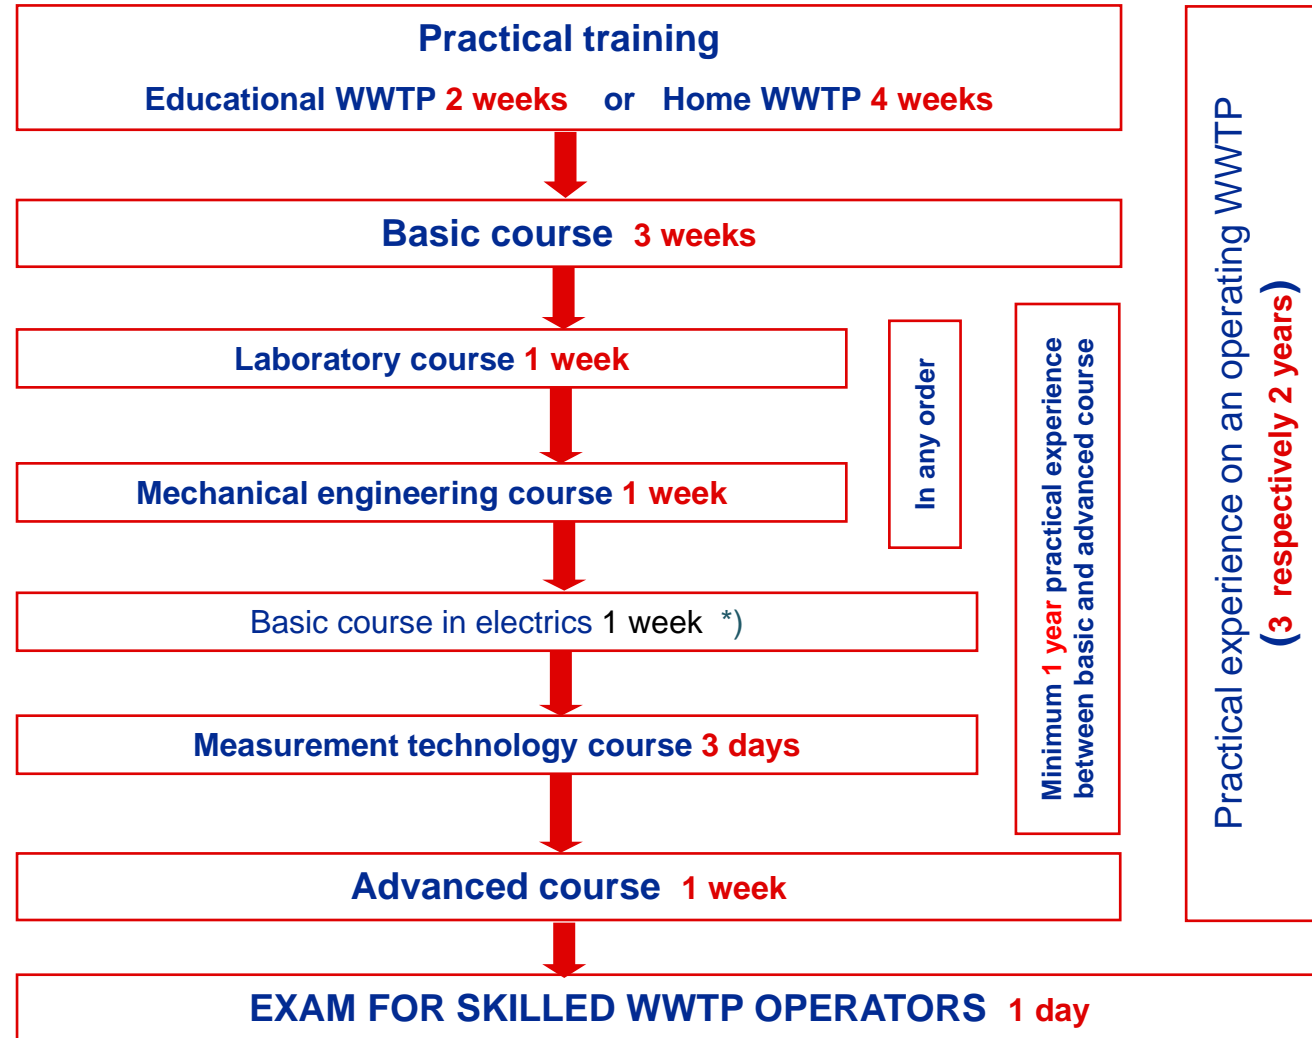 Practical training
Educational WWTP 2 weeks or Home WWTP 4 weeks
Basic course 3 weeks
Laboratory course 1 week
Mechanical engineering course 1 week
Basic course in electrics 1 week *)
Measurement technology course 3 days
Advanced course 1 week
EXAM FOR SKILLED WWTP OPERATORS 1 day
In any order
Minimum 1 year practical experience
between basic and advanced course
Practical experience on an operating WWTP
(3 respectively 2 years)